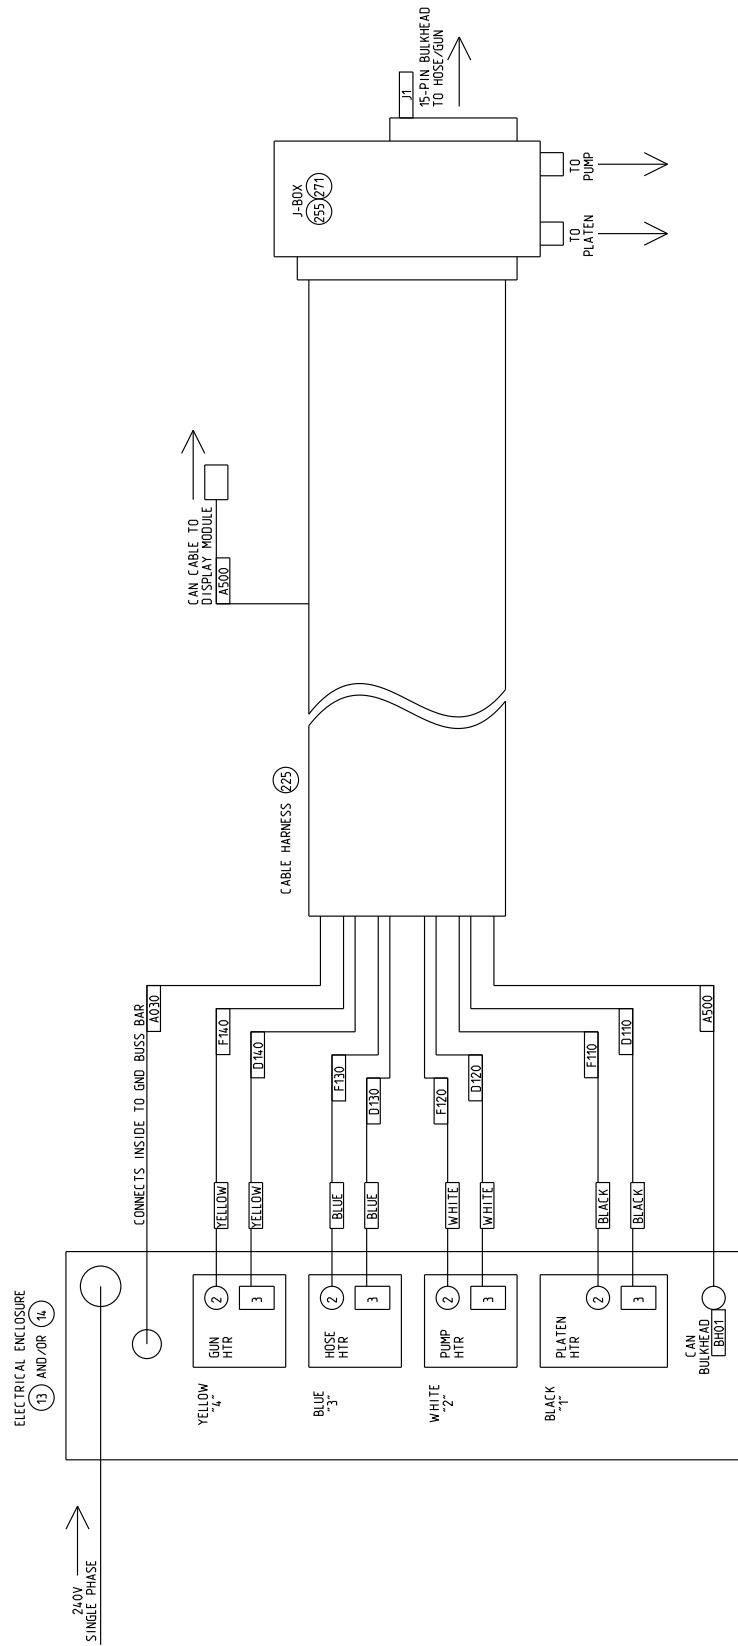 240V
SINGLE PHASE
ELECTRICAL ENCLOSURE
13 AND/OR 14
YELLOW
"4"
BLUE
"3"
WHITE
"2"
BLACK
"1"
GUN
HTR
2
3
HOSE
HTR
2
3
PUMP
HTR
2
3
PLATEN
HTR
2
3
CAN
BULKHEAD
BH01
CONNECTS INSIDE TO GND BUSS BAR
YELLOW
YELLOW
BLUE
BLUE
WHITE
WHITE
BLACK
BLACK
A030
F140
D140
F130
D130
F120
D120
F110
D110
A500
CABLE HARNESS 225
CAN CABLE TO
DISPLAY MODULE
A500
J-BOX
255 271
TO
PLATEN
TO
PUMP
J1
15-PIN BULKHEAD
TO HOSE/GUN